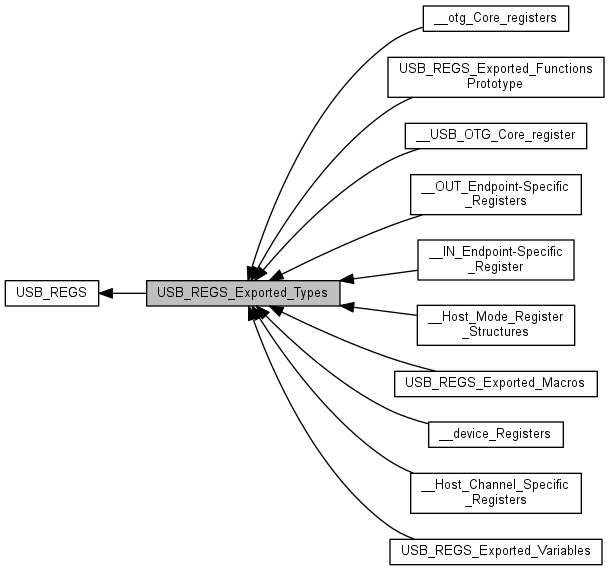 __otg_Core_registers
USB_REGS_Exported_Functions
Prototype
__USB_OTG_Core_register
__OUT_Endpoint-Specific
_Registers
__IN_Endpoint-Specific
_Register
USB_REGS
USB_REGS_Exported_Types
__Host_Mode_Register
_Structures
USB_REGS_Exported_Macros
__device_Registers
__Host_Channel_Specific
_Registers
USB_REGS_Exported_Variables